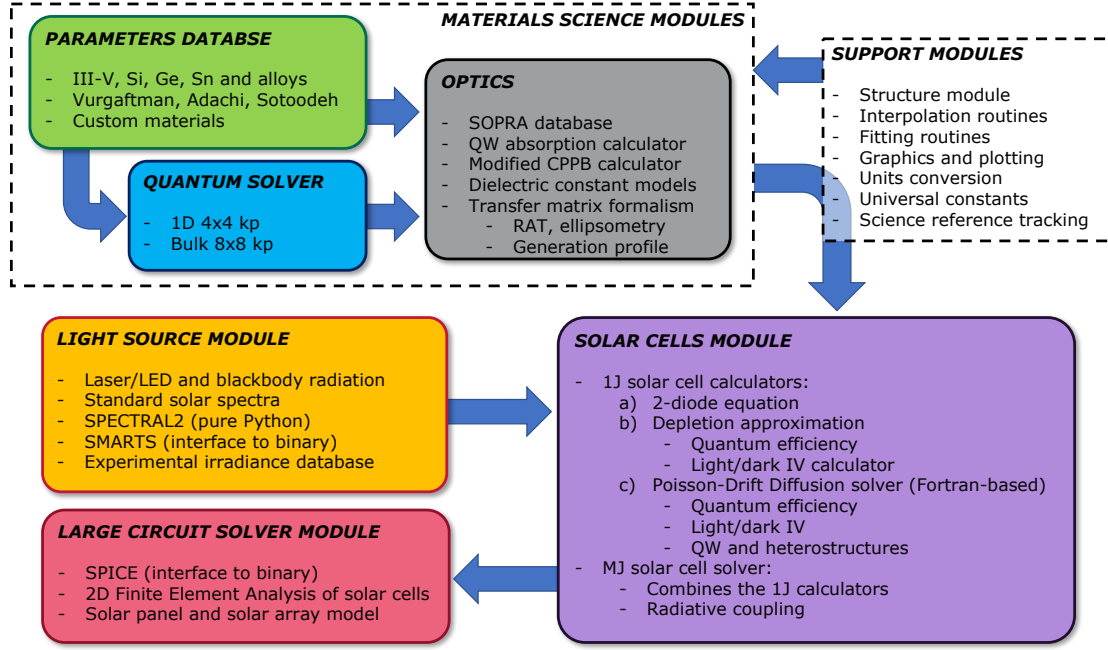 MATERIALS SCIENCE MODULES
PARAMETERS DATABSE
- III-V, Si, Ge, Sn and alloys
- Vurgaftman, Adachi, Sotoodeh
- Custom materials
QUANTUM SOLVER
- 1D 4x4 kp
- Bulk 8x8 kp
OPTICS
- SOPRA database
- QW absorption calculator
- Modified CPPB calculator
- Dielectric constant models
- Transfer matrix formalism
- RAT, ellipsometry
- Generation profile
SUPPORT MODULES
- Structure module
- Interpolation routines
- Fitting routines
- Graphics and plotting
- Units conversion
- Universal constants
- Science reference tracking
LIGHT SOURCE MODULE
- Laser/LED and blackbody radiation
- Standard solar spectra
- SPECTRAL2 (pure Python)
- SMARTS (interface to binary)
- Experimental irradiance database
SOLAR CELLS MODULE
- 1J solar cell calculators:
a) 2-diode equation
b) Depletion approximation
- Quantum efficiency
- Light/dark IV calculator
c) Poisson-Drift Diffusion solver (Fortran-based)
- Quantum efficiency
- Light/dark IV
- QW and heterostructures
- MJ solar cell solver:
- Combines the 1J calculators
- Radiative coupling
LARGE CIRCUIT SOLVER MODULE
- SPICE (interface to binary)
- 2D Finite Element Analysis of solar cells
- Solar panel and solar array model